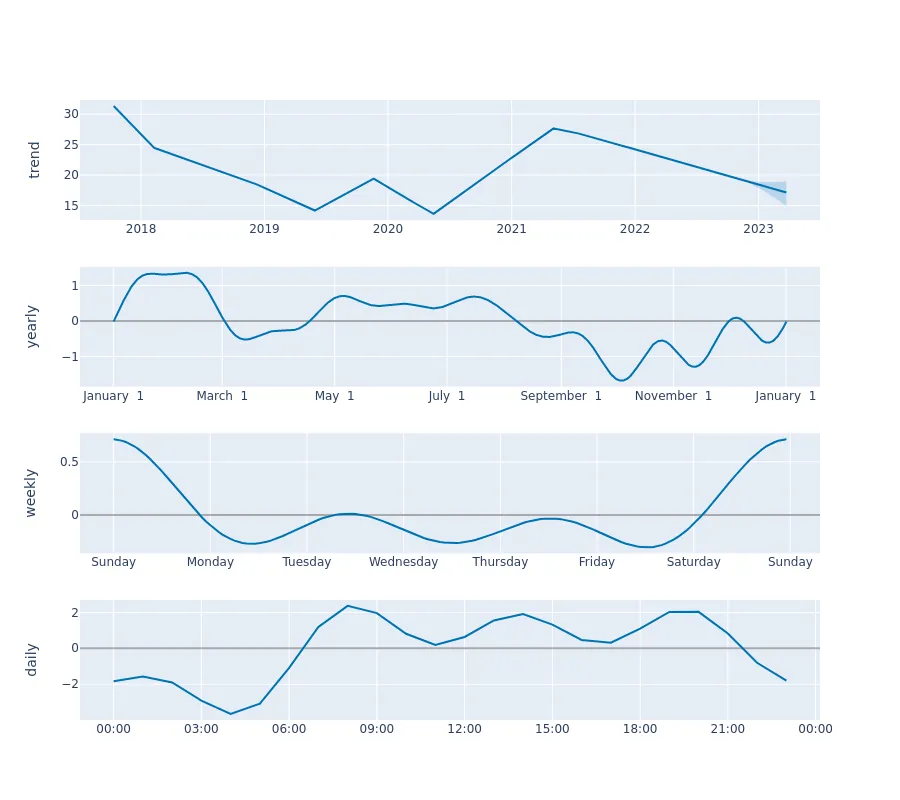 trend
30
25
20
15
2018 2019 2020 2021 2022 2023
yearly
1
0
−1
January 1 March 1 May 1 July 1 September 1 November 1 January 1
weekly
0.5
0
Sunday Monday Tuesday Wednesday Thursday Friday Saturday Sunday
daily
2
0
−2
00:00 03:00 06:00 09:00 12:00 15:00 18:00 21:00 00:00